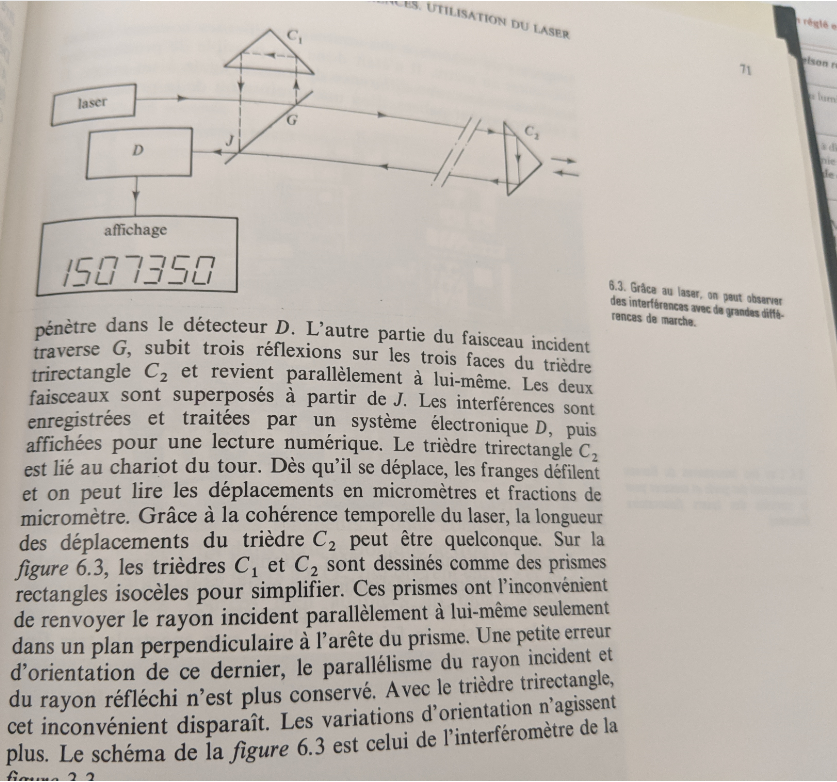 UTILISATION DU LASER
71
C₁
laser
G
J
C₂
D
affichage
1507350
6.3. Grâce au laser, on peut observer
des interférences avec de grandes diffé-
rences de marche.
pénètre dans le détecteur D. L'autre partie du faisceau incident
traverse G, subit trois réflexions sur les trois faces du trièdre
trirectangle C₂ et revient parallèlement à lui-même. Les deux
faisceaux sont superposés à partir de J. Les interférences sont
enregistrées et traitées par un système électronique D, puis
affichées pour une lecture numérique. Le trièdre trirectangle C₂
est lié au chariot du tour. Dès qu'il se déplace, les franges défilent
et on peut lire les déplacements en micromètres et fractions de
micromètre. Grâce à la cohérence temporelle du laser, la longueur
des déplacements du trièdre C₂ peut être quelconque. Sur la
figure 6.3, les trièdres C₁ et C₂ sont dessinés comme des prismes
rectangles isocèles pour simplifier. Ces prismes ont l'inconvénient
de renvoyer le rayon incident parallèlement à lui-même seulement
dans un plan perpendiculaire à l'arête du prisme. Une petite erreur
d'orientation de ce dernier, le parallélisme du rayon incident et
du rayon réfléchi n'est plus conservé. Avec le trièdre trirectangle,
cet inconvénient disparaît. Les variations d'orientation n'agissent
plus. Le schéma de la figure 6.3 est celui de l'interféromètre de la